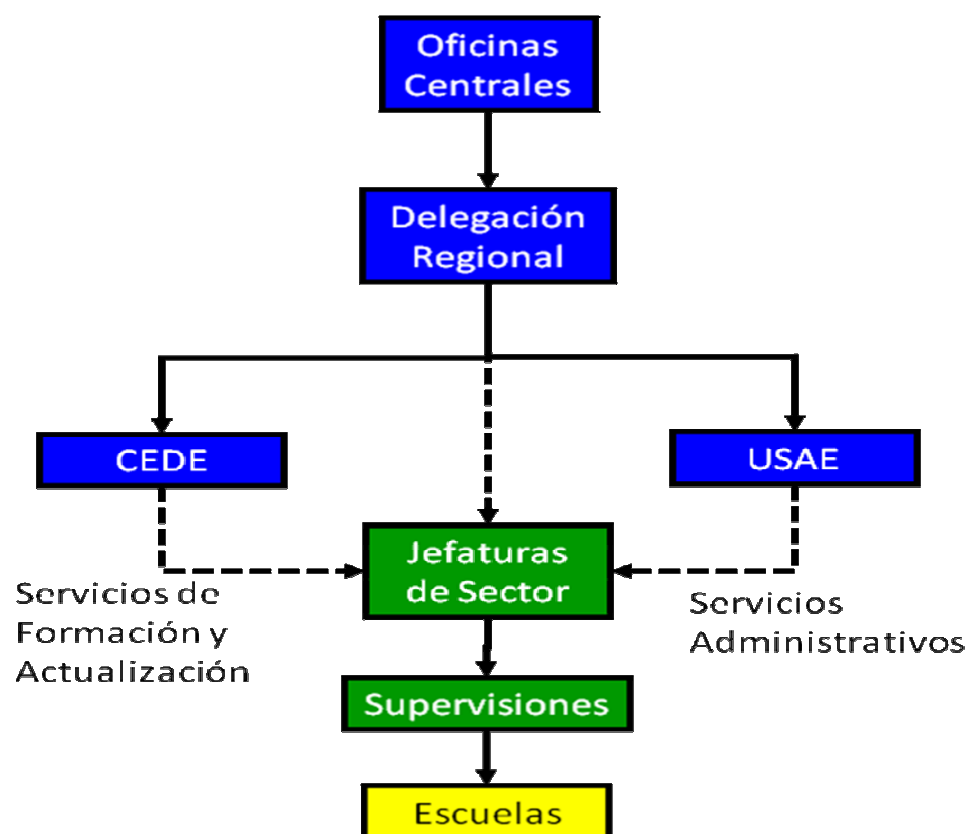 Oficinas
Centrales
Delegación
Regional
CEDE
USAE
Jefaturas
de Sector
Servicios de
Formación y
Actualización
Servicios
Administrativos
Supervisiones
Escuelas